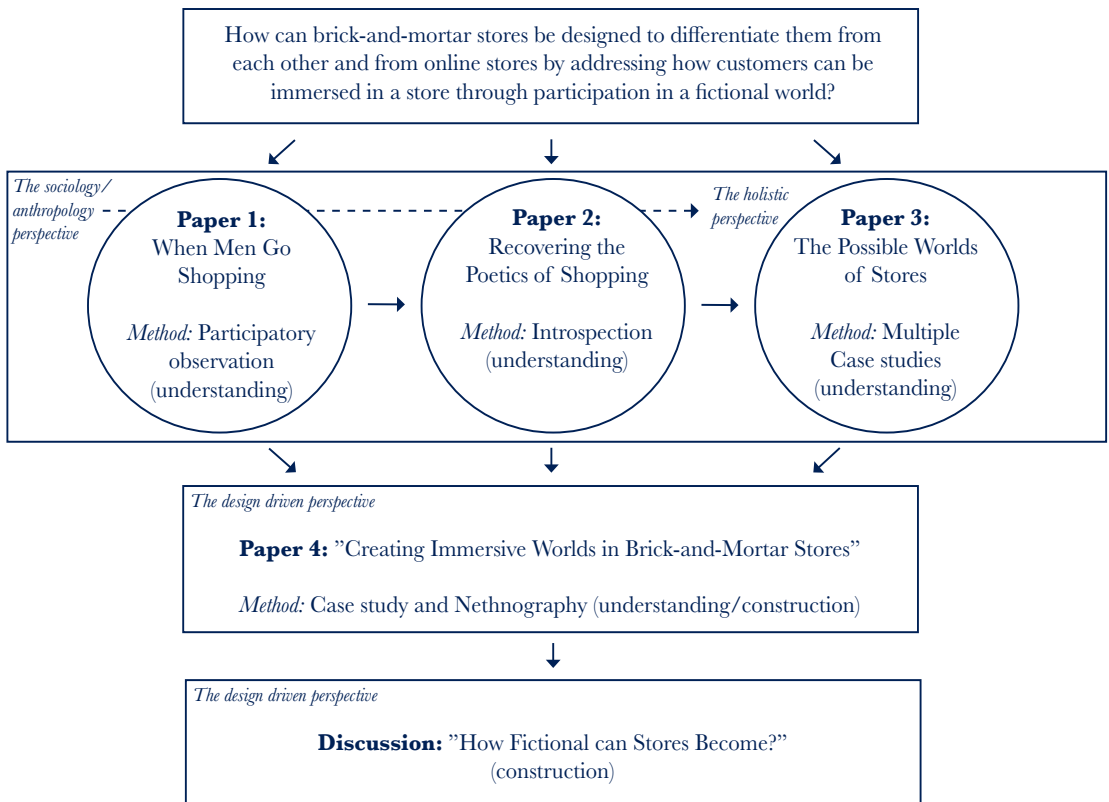 How can brick-and-mortar stores be designed to differentiate them from
each other and from online stores by addressing how customers can be
immersed in a store through participation in a fictional world?
The sociology/
anthropology
perspective
Paper 1:
When Men Go
Shopping
Method: Participatory
observation
(understanding)
Paper 2:
Recovering the
Poetics of Shopping
Method: Introspection
(understanding)
The holistic
perspective
Paper 3:
The Possible Worlds
of Stores
Method: Multiple
Case studies
(understanding)
The design driven perspective
Paper 4: ”Creating Immersive Worlds in Brick-and-Mortar Stores”
Method: Case study and Nethnography (understanding/construction)
The design driven perspective
Discussion: ”How Fictional can Stores Become?”
(construction)